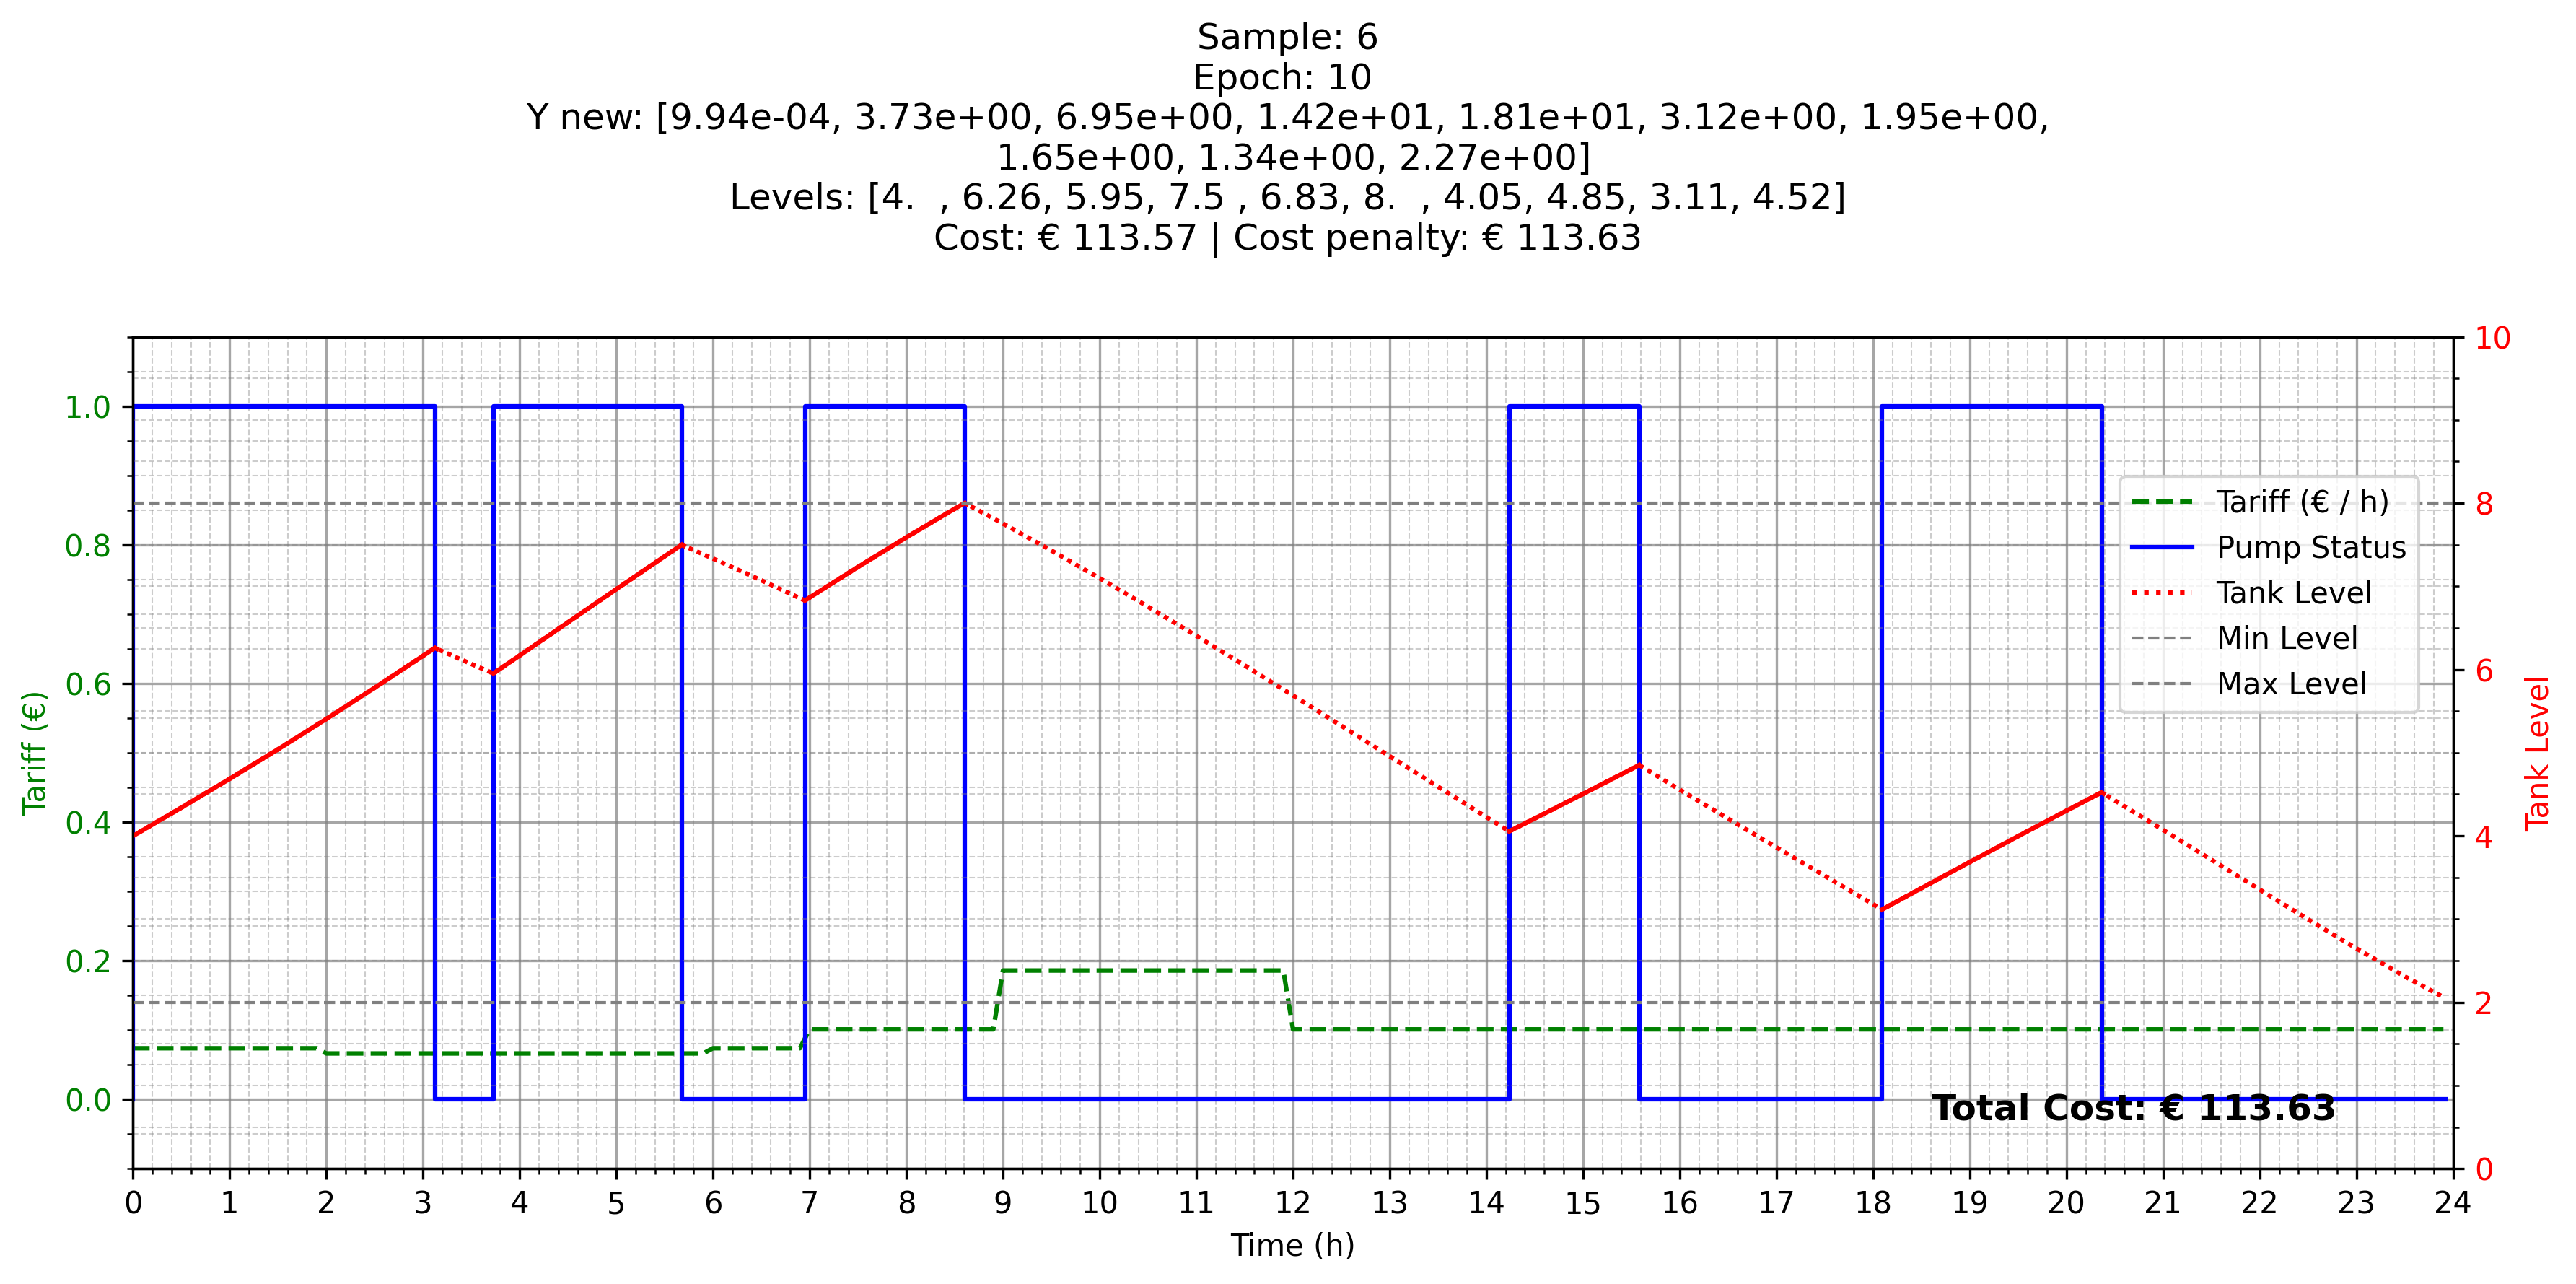 Sample: 6
Epoch: 10
Y new: [9.94e-04, 3.73e+00, 6.95e+00, 1.42e+01, 1.81e+01, 3.12e+00, 1.95e+00,
1.65e+00, 1.34e+00, 2.27e+00]
Levels: [4.  , 6.26, 5.95, 7.5 , 6.83, 8.  , 4.05, 4.85, 3.11, 4.52]
Cost: € 113.57 | Cost penalty: € 113.63
1.0
0.8
0.6
0.4
0.2
0.0
Tariff (€)
10
8
6
4
2
0
Tank Level
Tariff (€ / h)
Pump Status
Tank Level
Min Level
Max Level
Total Cost: € 113.63
0 1 2 3 4 5 6 7 8 9 10 11 12 13 14 15 16 17 18 19 20 21 22 23 24
Time (h)